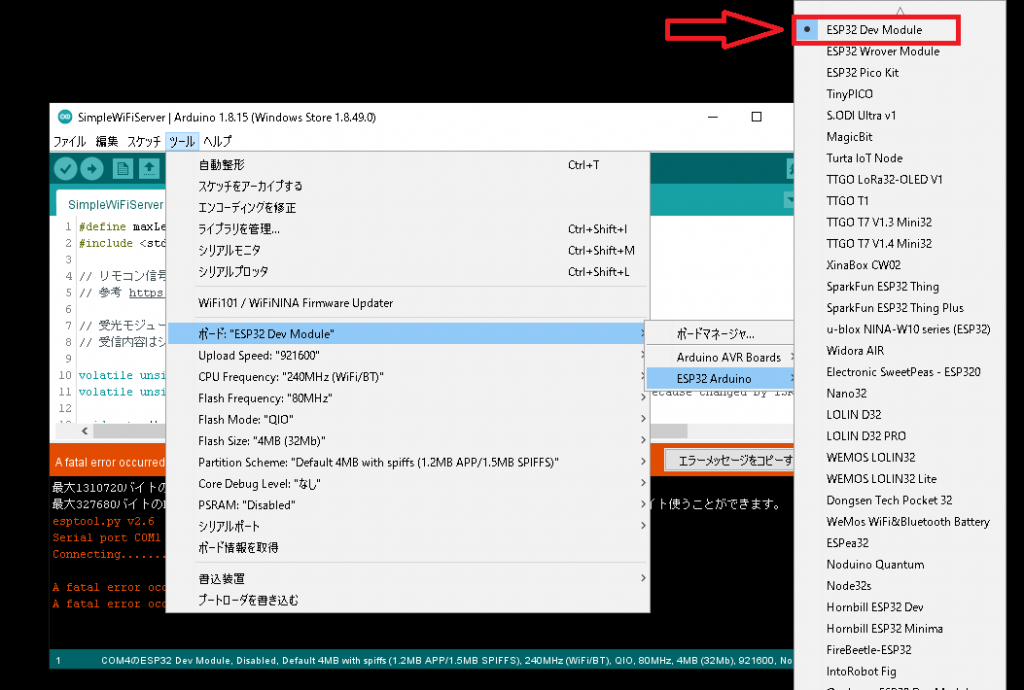 SimpleWiFiServer | Arduino 1.8.15 (Windows Store 1.8.49.0)
ファイル 編集 スケッチ ツール ヘルプ
SimpleWiFiServer
1 #define maxLe
2 #include <std
3
4 // リモコン信号
5 // 参考 https
6
7 // 受光モジュー
8 // 受信内容は
9
10 volatile unsi
11 volatile unsi
12
ecause changed by ISR
A fatal error occurred
エラーメッセージをコピーす
最大1310720バイトの
最大327680バイトの
イト使うことができます。
esptool.py v2.6
Serial port COM1
Connecting.......
A fatal error occ
A fatal error occ
1 COM4のESP32 Dev Module, Disabled, Default 4MB with spiffs (1.2MB APP/1.5MB SPIFFS), 240MHz (WiFi/BT), QIO, 80MHz, 4MB (32Mb), 921600, No
自動整形 Ctrl+T
スケッチをアーカイブする
エンコーディングを修正
ライブラリを管理... Ctrl+Shift+I
シリアルモニタ Ctrl+Shift+M
シリアルプロッタ Ctrl+Shift+L
WiFi101 / WiFiNINA Firmware Updater
ボード: "ESP32 Dev Module"
Upload Speed: "921600"
CPU Frequency: "240MHz (WiFi/BT)"
Flash Frequency: "80MHz"
Flash Mode: "QIO"
Flash Size: "4MB (32Mb)"
Partition Scheme: "Default 4MB with spiffs (1.2MB APP/1.5MB SPIFFS)"
Core Debug Level: "なし"
PSRAM: "Disabled"
シリアルポート
ボード情報を取得
書込装置
ブートローダを書き込む
ボードマネージャ...
Arduino AVR Boards
ESP32 Arduino
ESP32 Dev Module
ESP32 Wrover Module
ESP32 Pico Kit
TinyPICO
S.ODI Ultra v1
MagicBit
Turta IoT Node
TTGO LoRa32-OLED V1
TTGO T1
TTGO T7 V1.3 Mini32
TTGO T7 V1.4 Mini32
XinaBox CW02
SparkFun ESP32 Thing
SparkFun ESP32 Thing Plus
u-blox NINA-W10 series (ESP32)
Widora AIR
Electronic SweetPeas - ESP320
Nano32
LOLIN D32
LOLIN D32 PRO
WEMOS LOLIN32
WEMOS LOLIN32 Lite
Dongsen Tech Pocket 32
WeMos WiFi&Bluetooth Battery
ESPea32
Noduino Quantum
Node32s
Hornbill ESP32 Dev
Hornbill ESP32 Minima
FireBeetle-ESP32
IntoRobot Fig